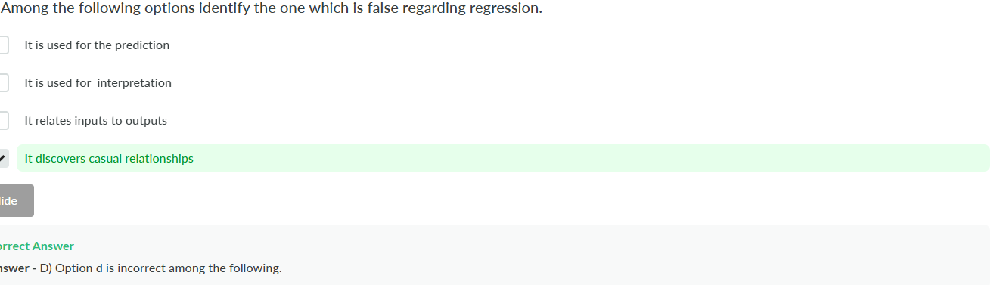 Among the following options identify the one which is false regarding regression.
It is used for the prediction
It is used for interpretation
It relates inputs to outputs
It discovers casual relationships
ide
orrect Answer
nswer - D) Option d is incorrect among the following.